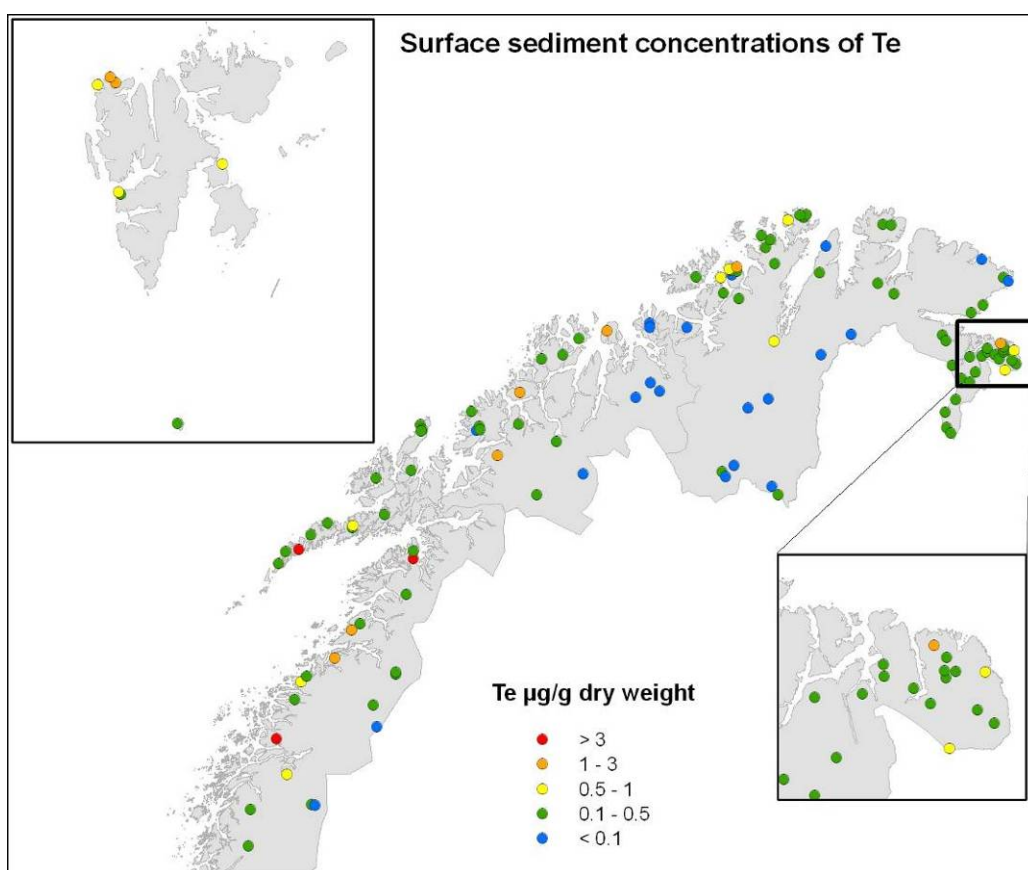 Surface sediment concentrations of Te
Te µg/g dry weight
> 3
1 - 3
0.5 - 1
0.1 - 0.5
< 0.1